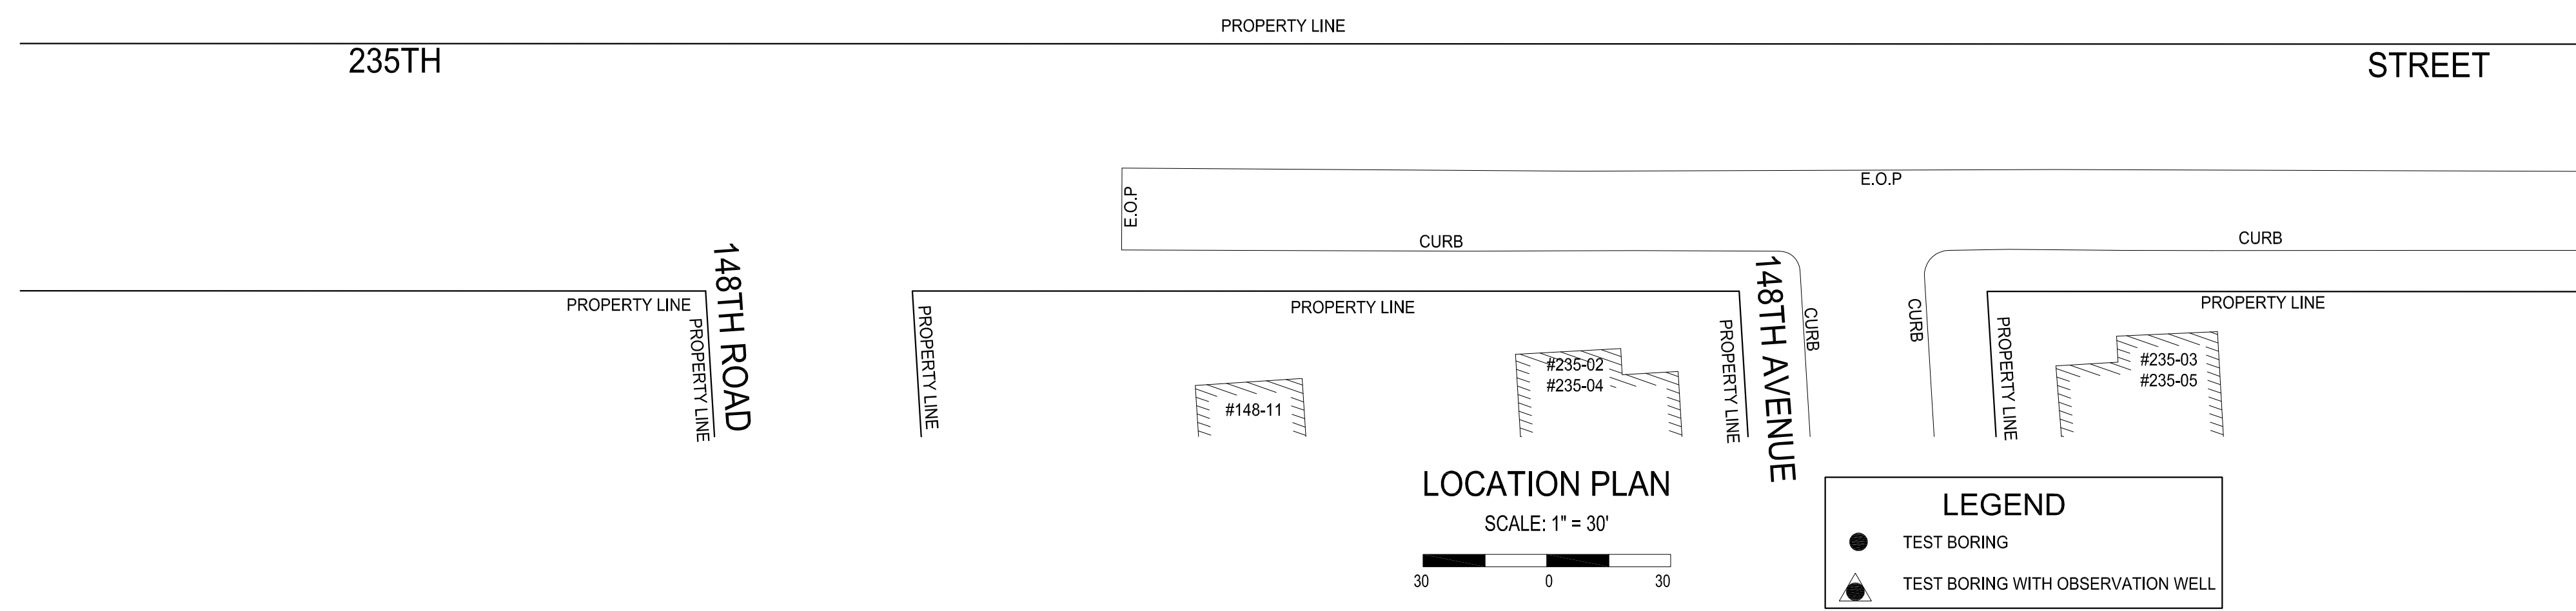 PROPERTY LINE
235TH
STREET
E.O.P
E.O.P
CURB
CURB
148TH ROAD
148TH AVENUE
PROPERTY LINE
PROPERTY LINE
PROPERTY LINE
PROPERTY LINE
PROPERTY LINE
CURB
CURB
PROPERTY LINE
PROPERTY LINE
#148-11
#235-02
#235-04
#235-03
#235-05
LOCATION PLAN
SCALE: 1" = 30'
30 0 30
LEGEND
TEST BORING
TEST BORING WITH OBSERVATION WELL